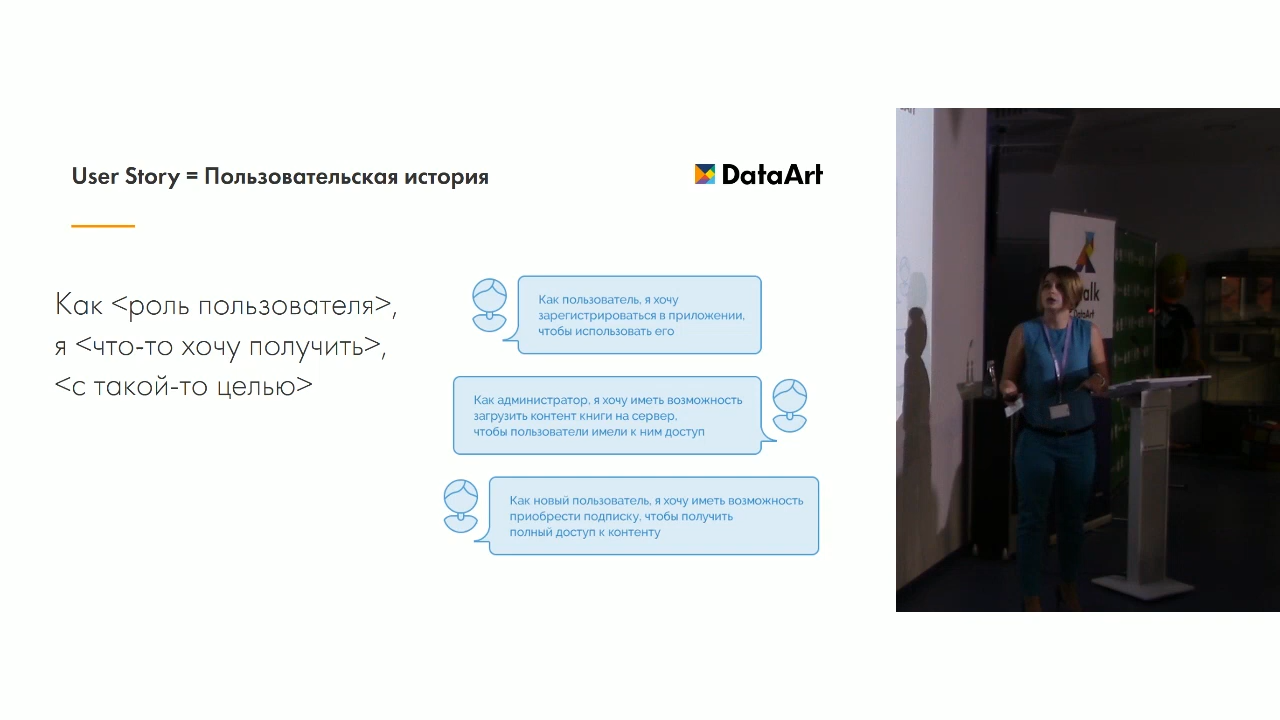 User Story = Пользовательская история
DataArt
Как <роль пользователя>,
я <что-то хочу получить>,
<с такой-то целью>
Как пользователь, я хочу
зарегистрироваться в приложении,
чтобы использовать его
Как администратор, я хочу иметь возможность
загрузить контент книги на сервер,
чтобы пользователи имели к ним доступ
Как новый пользователь, я хочу иметь возможность
приобрести подписку, чтобы получить
полный доступ к контенту
DataArt